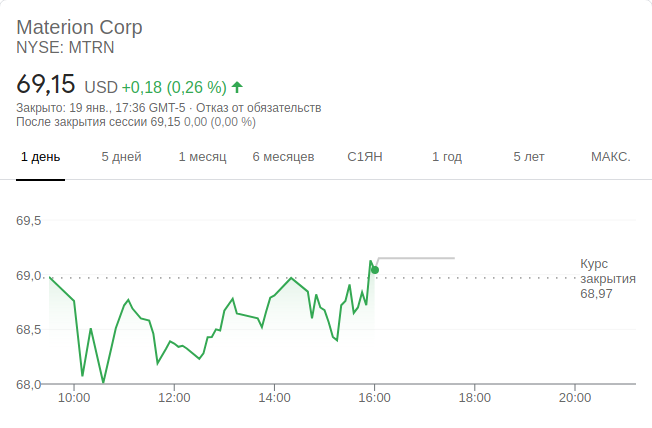 Materion Corp
NYSE: MTRN
69,15 USD +0,18 (0,26 %)
Закрыто: 19 янв., 17:36 GMT-5 · Отказ от обязательств
После закрытия сессии 69,15 0,00 (0,00 %)
1 день 5 дней 1 месяц 6 месяцев С1ЯН 1 год 5 лет МАКС.
69,5
69,0
68,5
68,0
Курс
закрытия
68,97
10:00 12:00 14:00 16:00 18:00 20:00